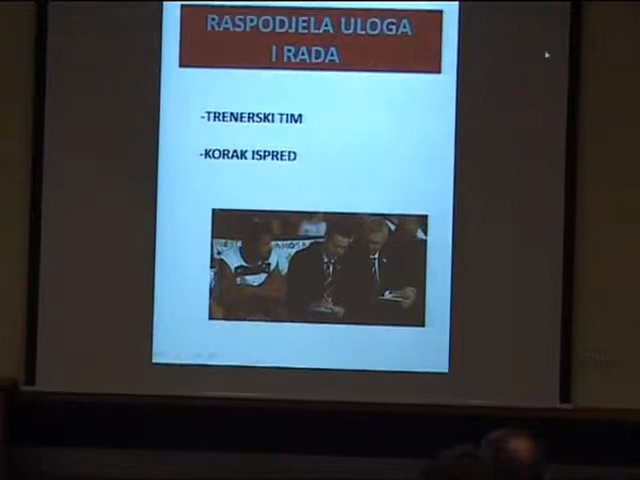 RASPODJELA ULOGA
I RADA
-TRENERSKI TIM
-KORAK ISPRED